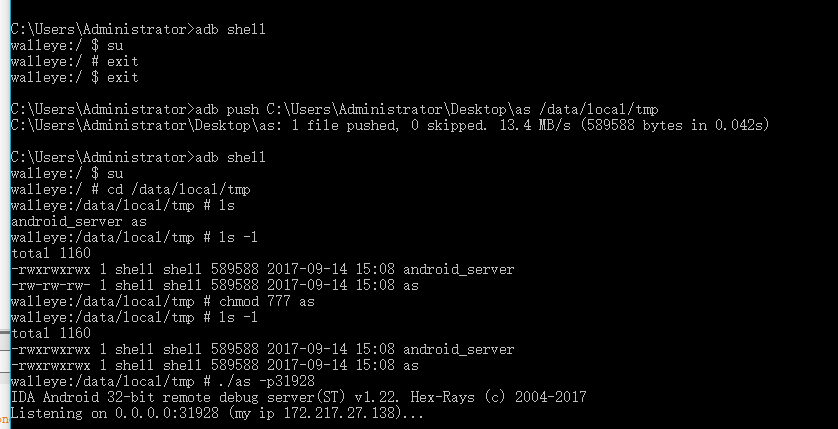 C:\Users\Administrator>adb shell
walleye:/ $ su
walleye:/ # exit
walleye:/ $ exit
C:\Users\Administrator>adb push C:\Users\Administrator\Desktop\as /data/local/tmp
C:\Users\Administrator\Desktop\as: 1 file pushed, 0 skipped. 13.4 MB/s (589588 bytes in 0.042s)
C:\Users\Administrator>adb shell
walleye:/ $ su
walleye:/ # cd /data/local/tmp
walleye:/data/local/tmp # ls
android_server as
walleye:/data/local/tmp # ls -l
total 1160
-rwxrwxrwx 1 shell shell 589588 2017-09-14 15:08 android_server
-rw-rw-rw- 1 shell shell 589588 2017-09-14 15:08 as
walleye:/data/local/tmp # chmod 777 as
walleye:/data/local/tmp # ls -l
total 1160
-rwxrwxrwx 1 shell shell 589588 2017-09-14 15:08 android_server
-rwxrwxrwx 1 shell shell 589588 2017-09-14 15:08 as
walleye:/data/local/tmp # ./as -p31928
IDA Android 32-bit remote debug server(ST) v1.22. Hex-Rays (c) 2004-2017
Listening on 0.0.0.0:31928 (my ip 172.217.27.138)...